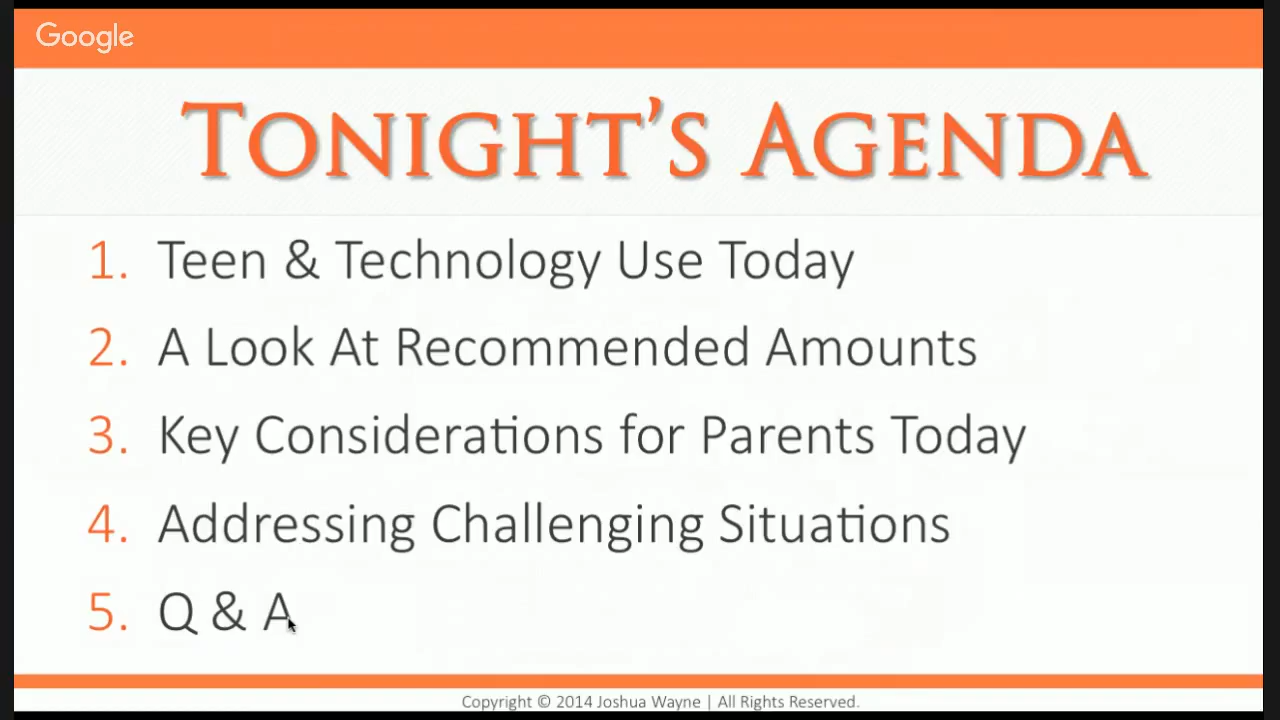 Google
TONIGHT'S AGENDA
1. Teen & Technology Use Today
2. A Look At Recommended Amounts
3. Key Considerations for Parents Today
4. Addressing Challenging Situations
5. Q & A
Copyright © 2014 Joshua Wayne | All Rights Reserved.